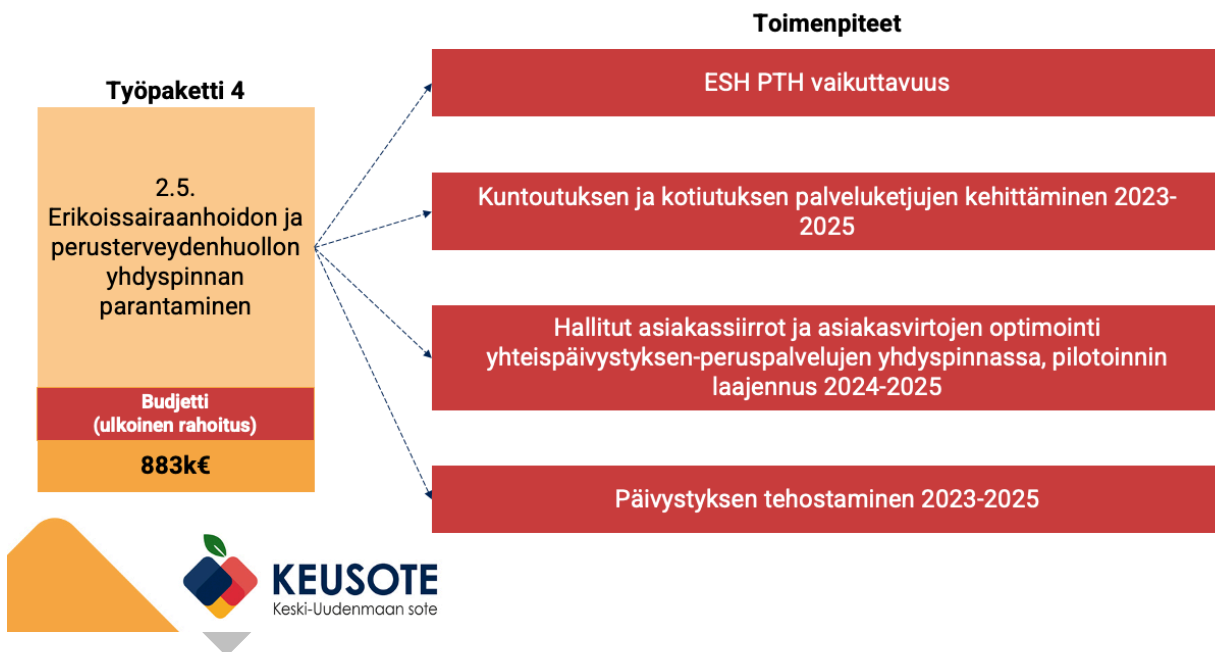 Toimenpiteet
Työpaketti 4
2.5.
Erikoissairaanhoidon ja
perusterveydenhuollon
yhdyspinnan
parantaminen
Budjetti
(ulkoinen rahoitus)
883k€
ESH PTH vaikuttavuus
Kuntoutuksen ja kotiutuksen palveluketjujen kehittäminen 2023-
2025
Hallitut asiakassiirrot ja asiakasvirtojen optimointi
yhteispäivystyksen-peruspalvelujen yhdyspinnassa, pilotoinnin
laajennus 2024-2025
Päivystyksen tehostaminen 2023-2025
KEUSOTE
Keski-Uudenmaan sote